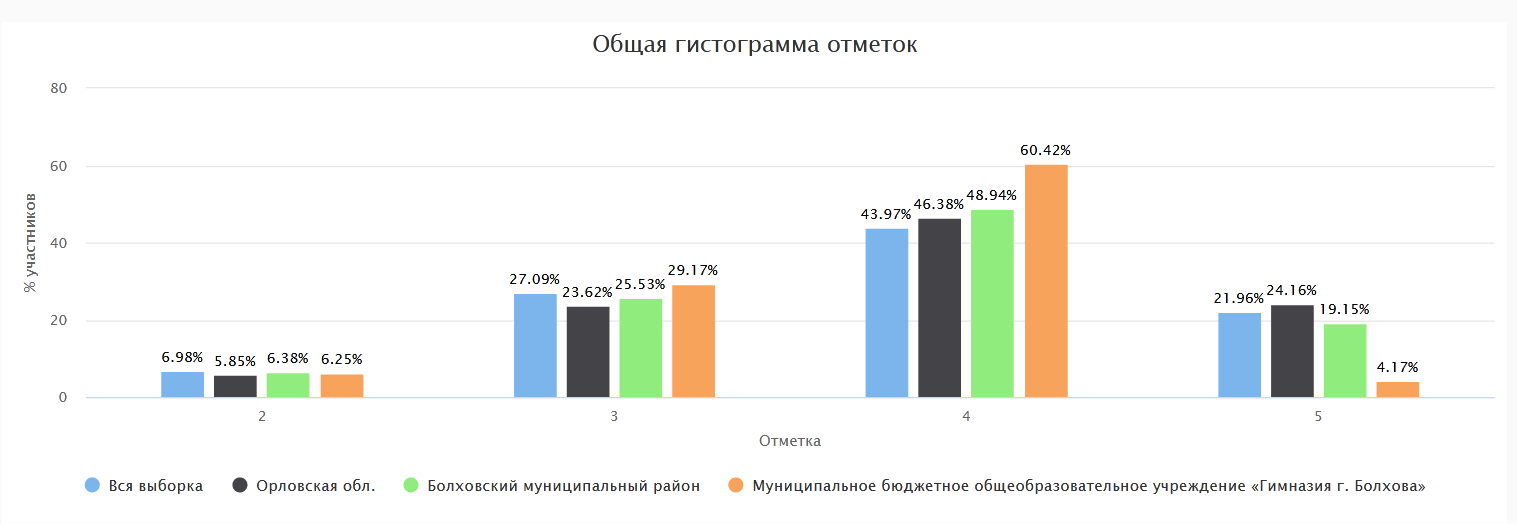 Общая гистограмма отметок
80
60
40
20
0
% участников
6.98% 5.85% 6.38% 6.25%
27.09% 23.62% 25.53% 29.17%
43.97% 46.38% 48.94% 60.42%
21.96% 24.16% 19.15% 4.17%
2 3 4 5
Отметка
Вся выборка Орловская обл. Болховский муниципальный район Муниципальное бюджетное общеобразовательное учреждение «Гимназия г. Болхова»